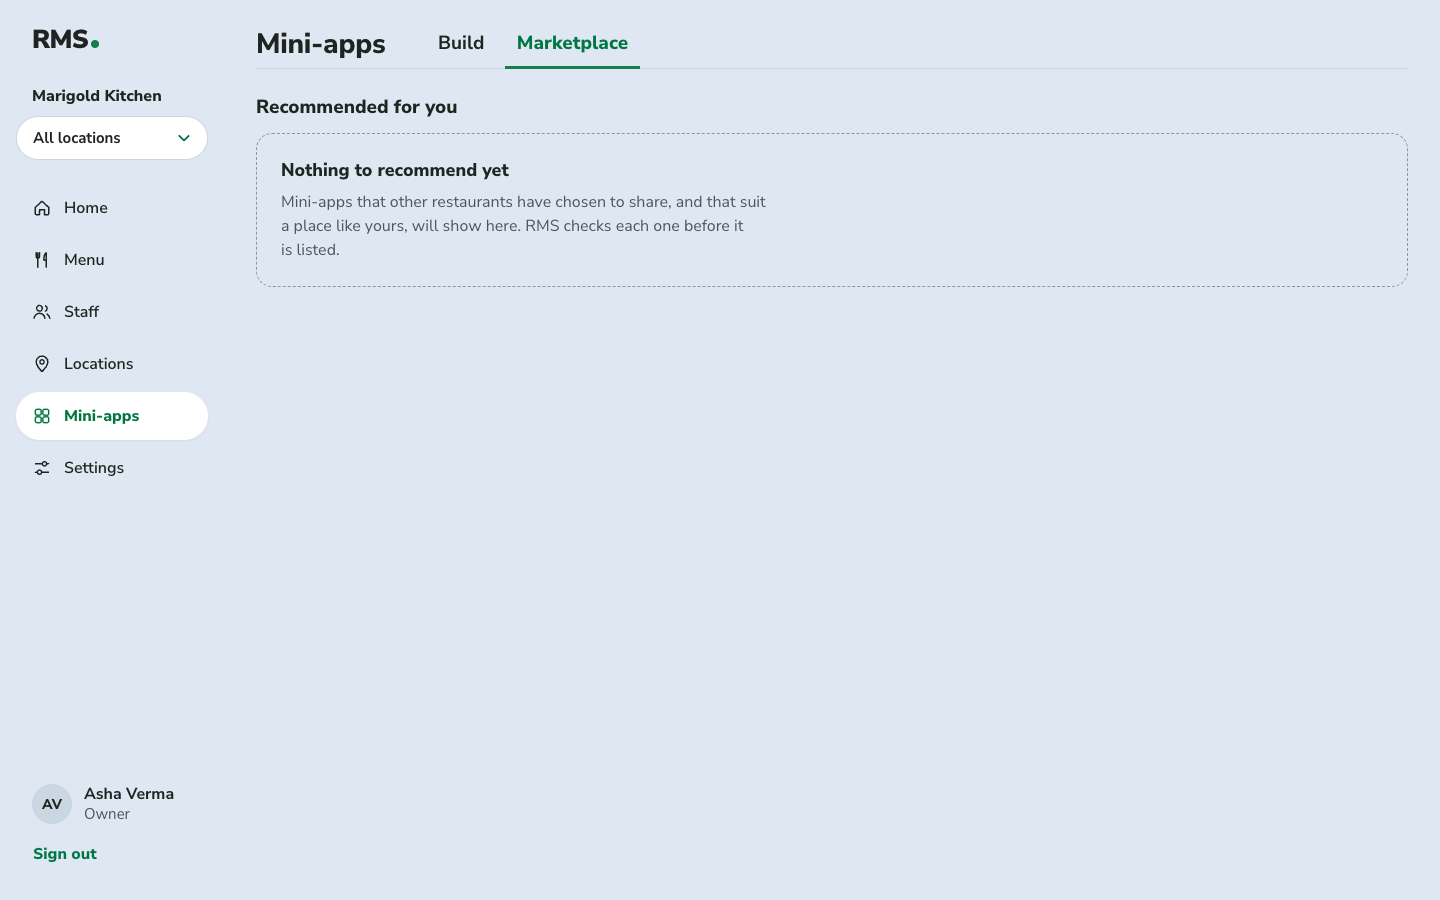 RMS.
Marigold Kitchen
All locations
Home
Menu
Staff
Locations
Mini-apps
Settings
AV
Asha Verma
Owner
Sign out
Mini-apps
Build
Marketplace
Recommended for you
Nothing to recommend yet
Mini-apps that other restaurants have chosen to share, and that suit
a place like yours, will show here. RMS checks each one before it
is listed.